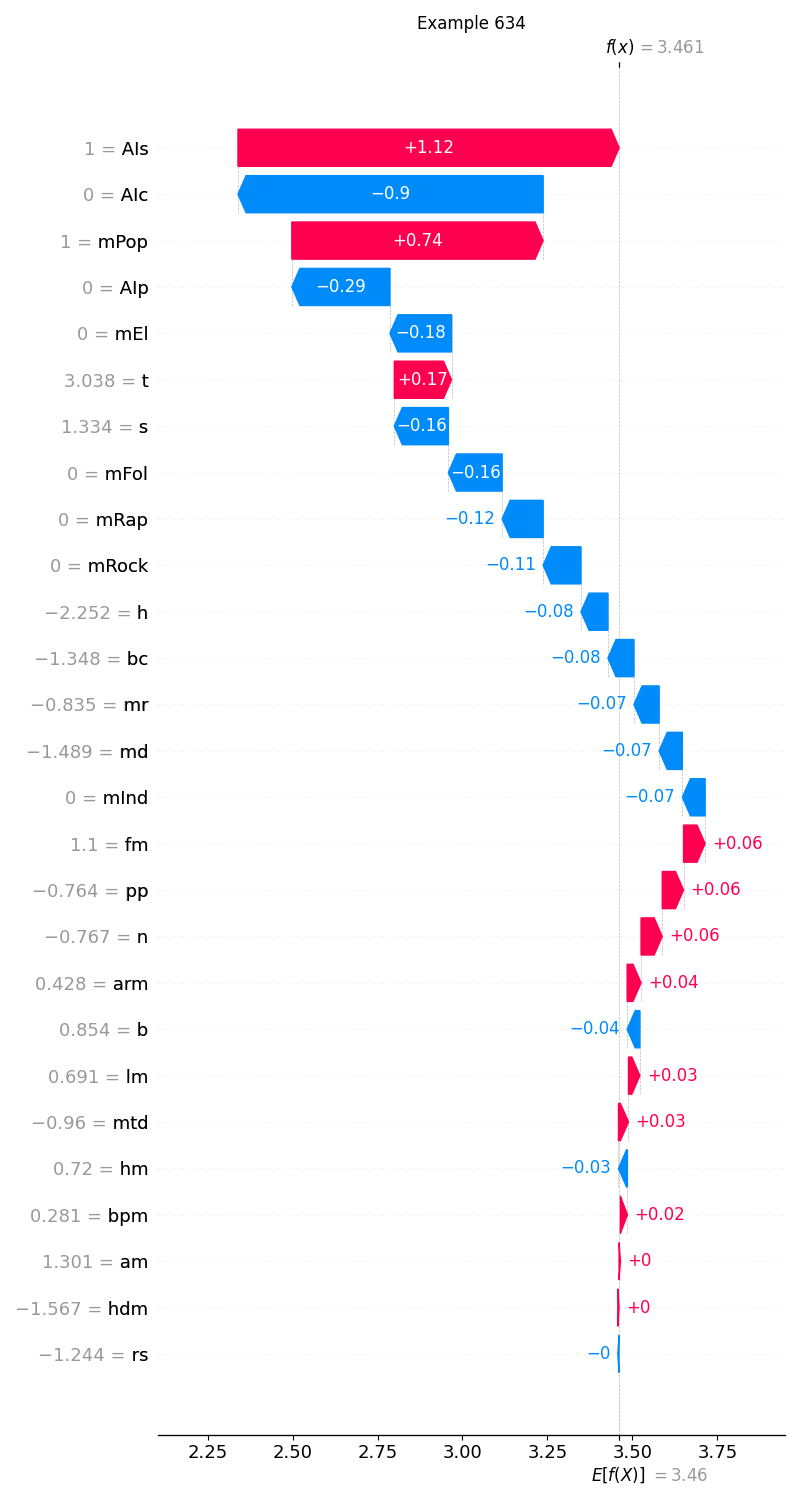 Example 634
f(x) = 3.461
1 = AIs
+1.12
0 = AIc
−0.9
1 = mPop
+0.74
0 = AIp
−0.29
0 = mEl
−0.18
3.038 = t
+0.17
1.334 = s
−0.16
0 = mFol
−0.16
0 = mRap
−0.12
0 = mRock
−0.11
−2.252 = h
−0.08
−1.348 = bc
−0.08
−0.835 = mr
−0.07
−1.489 = md
−0.07
0 = mInd
−0.07
1.1 = fm
+0.06
−0.764 = pp
+0.06
−0.767 = n
+0.06
0.428 = arm
+0.04
0.854 = b
−0.04
0.691 = lm
+0.03
−0.96 = mtd
+0.03
0.72 = hm
−0.03
0.281 = bpm
+0.02
1.301 = am
+0
−1.567 = hdm
+0
−1.244 = rs
−0
2.25 2.50 2.75 3.00 3.25 3.50 3.75
E[f(X)] = 3.46